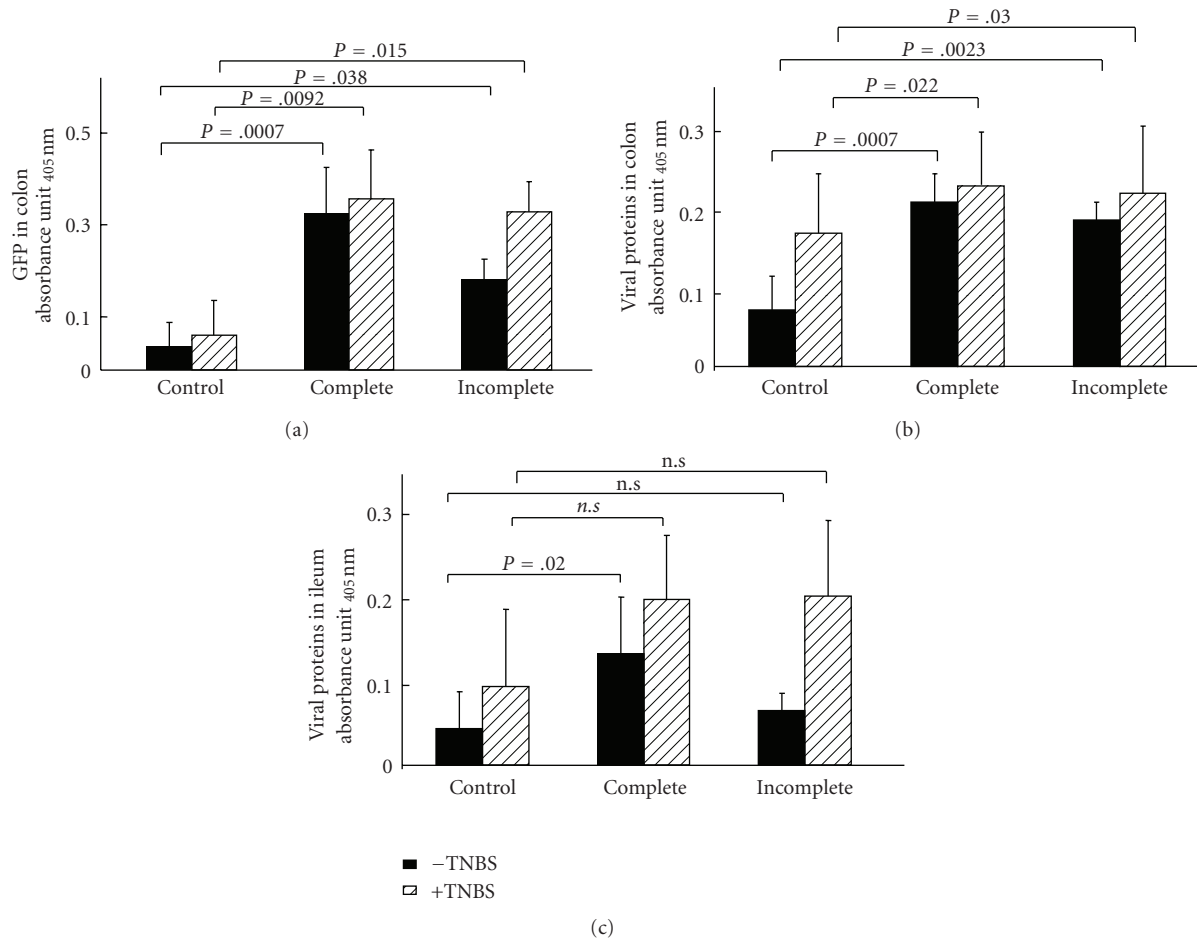 P = .015
P = .038
P = .0092
P = .0007
0.5
0.3
0.1
0
GFP in colon
absorbance unit 405 nm
Control
Complete
Incomplete
(a)
P = .03
P = .0023
P = .022
P = .0007
0.3
0.2
0.1
0
Viral proteins in colon
absorbance unit 405 nm
Control
Complete
Incomplete
(b)
n.s
n.s
n.s
P = .02
0.3
0.2
0.1
0
Viral proteins in ileum
absorbance unit 405 nm
Control
Complete
Incomplete
−TNBS
+TNBS
(c)